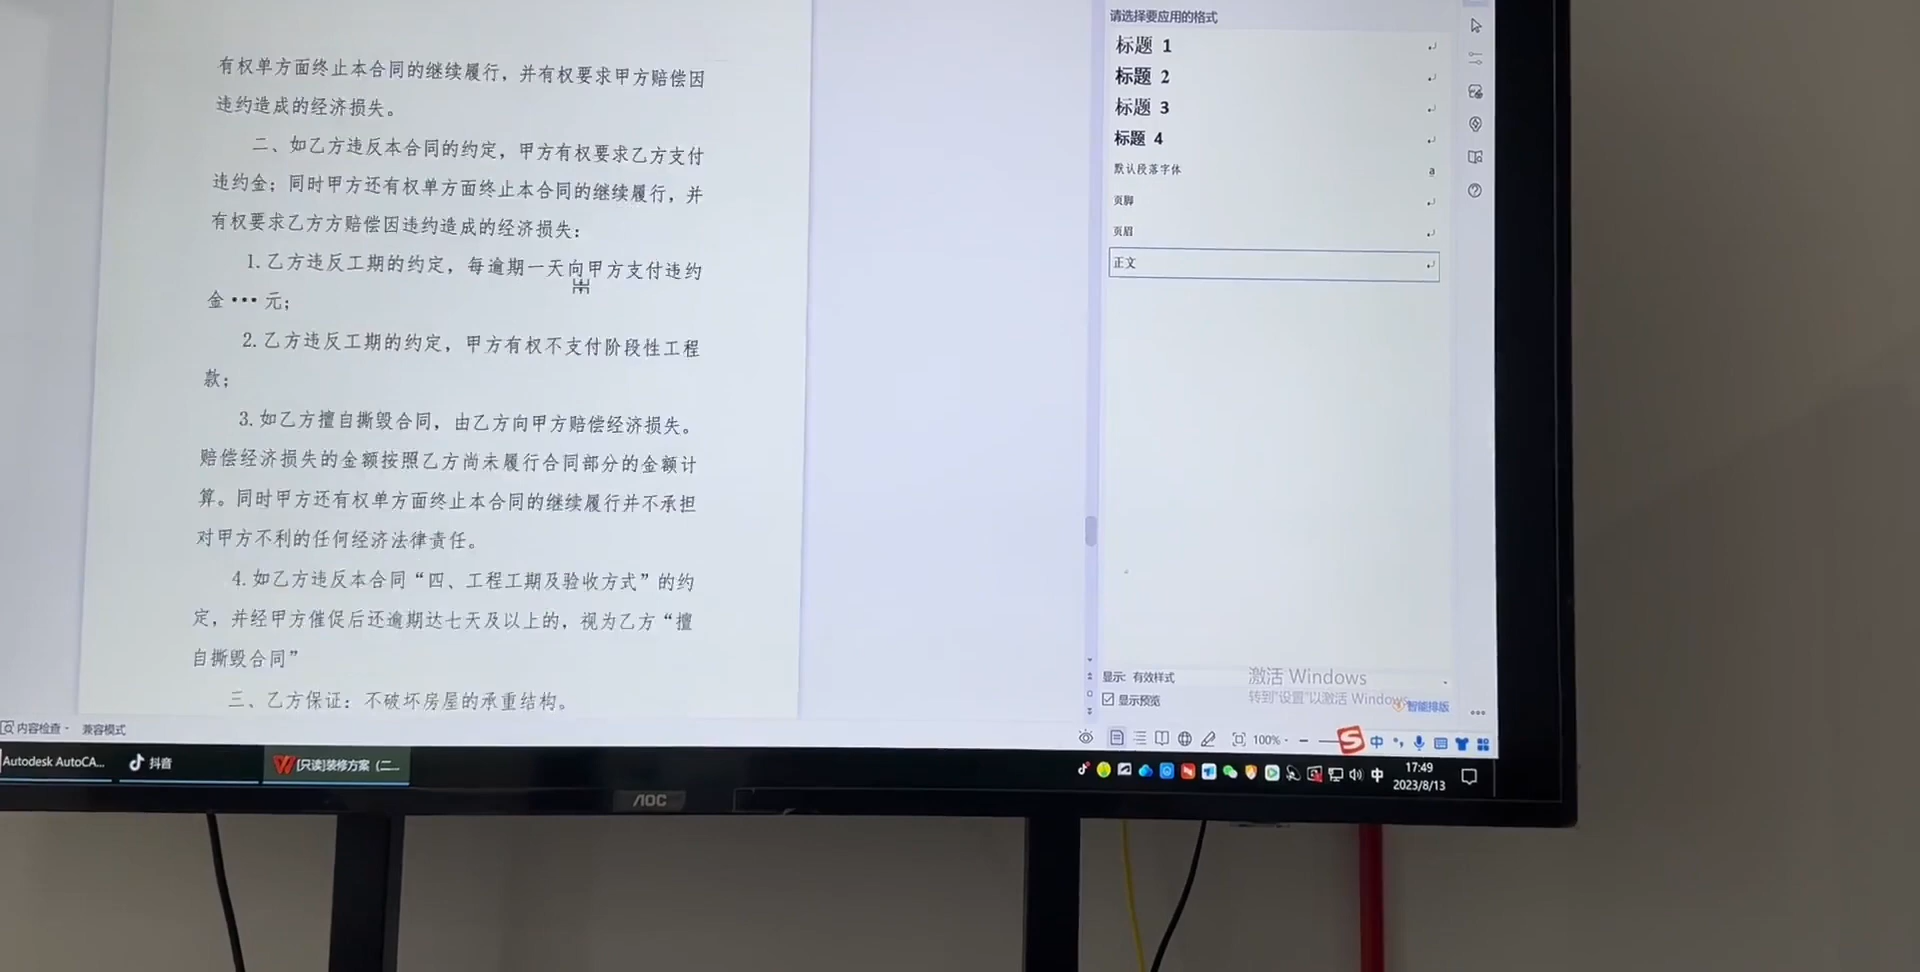 有权单方面终止本合同的继续履行，并有权要求甲方赔偿因
违约造成的经济损失。
二、如乙方违反本合同的约定，甲方有权要求乙方支付
违约金；同时甲方还有权单方面终止本合同的继续履行，并
有权要求乙方方赔偿因违约造成的经济损失：
1.乙方违反工期的约定，每逾期一天向甲方支付违约
金•••元；
2.乙方违反工期的约定，甲方有权不支付阶段性工程
款；
3.如乙方擅自撕毁合同，由乙方向甲方赔偿经济损失。
赔偿经济损失的金额按照乙方尚未履行合同部分的金额计
算。同时甲方还有权单方面终止本合同的继续履行并不承担
对甲方不利的任何经济法律责任。
4.如乙方违反本合同“四、工程工期及验收方式”的约
定，并经甲方催促后还逾期达七天及以上的，视为乙方“擅
自撕毁合同”
三、乙方保证：不破坏房屋的承重结构。
请选择要应用的格式
标题 1
标题 2
标题 3
标题 4
默认段落字体 a
页脚
页眉
正文
显示: 有效样式
激活 Windows
显示预览
转到"设置"以激活 Windows
智能排版
内容检查
兼容模式
100%
S 中
Autodesk AutoCA...
抖音
[只读]装修方案（二...
中
17:49
2023/8/13
AOC